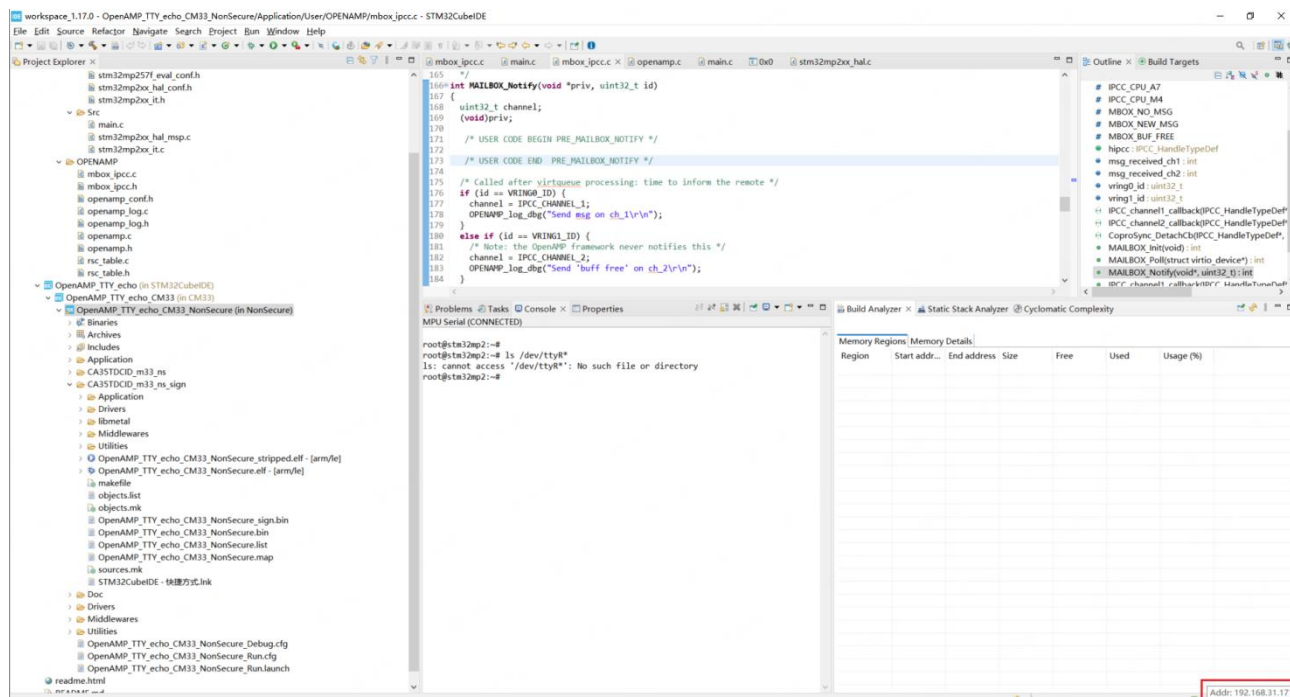 workspace_1.17.0 - OpenAMP_TTY_echo_CM33_NonSecure/Application/User/OPENAMP/mbox_ipcc.c - STM32CubeIDE
File Edit Source Refactor Navigate Search Project Run Window Help
Project Explorer
stm32mp257f_eval_conf.h
stm32mp2xx_hal_conf.h
stm32mp2xx_it.h
Src
main.c
stm32mp2xx_hal_msp.c
stm32mp2xx_it.c
OPENAMP
mbox_ipcc.c
mbox_ipcc.h
openamp_conf.h
openamp_log.c
openamp_log.h
openamp.c
openamp.h
rsc_table.c
rsc_table.h
OpenAMP_TTY_echo (in STM32CubeIDE)
OpenAMP_TTY_echo_CM33 (in CM33)
OpenAMP_TTY_echo_CM33_NonSecure (in NonSecure)
Binaries
Archives
Includes
Application
CA35TDCID_m33_ns
CA35TDCID_m33_ns_sign
Application
Drivers
libmetal
Middlewares
Utilities
OpenAMP_TTY_echo_CM33_NonSecure_stripped.elf - [arm/le]
OpenAMP_TTY_echo_CM33_NonSecure.elf - [arm/le]
makefile
objects.list
objects.mk
OpenAMP_TTY_echo_CM33_NonSecure_sign.bin
OpenAMP_TTY_echo_CM33_NonSecure.bin
OpenAMP_TTY_echo_CM33_NonSecure.list
OpenAMP_TTY_echo_CM33_NonSecure.map
sources.mk
STM32CubeIDE - 快捷方式.lnk
Doc
Drivers
Middlewares
Utilities
OpenAMP_TTY_echo_CM33_NonSecure_Debug.cfg
OpenAMP_TTY_echo_CM33_NonSecure_Run.cfg
OpenAMP_TTY_echo_CM33_NonSecure_Run.launch
readme.html
mbox_ipcc.c main.c mbox_ipcc.c openamp.c main.c 0x0 stm32mp2xx_hal.c
165 */
166 int MAILBOX_Notify(void *priv, uint32_t id)
167 {
168 uint32_t channel;
169 (void)priv;
170
171 /* USER CODE BEGIN PRE_MAILBOX_NOTIFY */
172
173 /* USER CODE END PRE_MAILBOX_NOTIFY */
174
175 /* Called after virtqueue processing: time to inform the remote */
176 if (id == VRING0_ID) {
177 channel = IPCC_CHANNEL_1;
178 OPENAMP_log_dbg("Send msg on ch_1\r\n");
179 }
180 else if (id == VRING1_ID) {
181 /* Note: the OpenAMP framework never notifies this */
182 channel = IPCC_CHANNEL_2;
183 OPENAMP_log_dbg("Send 'buff free' on ch_2\r\n");
184 }
Problems Tasks Console Properties
MPU Serial (CONNECTED)
root@stm32mp2:~#
root@stm32mp2:~# ls /dev/ttyR*
ls: cannot access '/dev/ttyR*': No such file or directory
root@stm32mp2:~#
Outline Build Targets
IPCC_CPU_A7
IPCC_CPU_M4
MBOX_NO_MSG
MBOX_NEW_MSG
MBOX_BUF_FREE
hipcc : IPCC_HandleTypeDef
msg_received_ch1 : int
msg_received_ch2 : int
vring0_id : uint32_t
vring1_id : uint32_t
IPCC_channel1_callback(IPCC_HandleTypeDef*
IPCC_channel2_callback(IPCC_HandleTypeDef*
CoproSync_DetachCb(IPCC_HandleTypeDef*,
MAILBOX_Init(void) : int
MAILBOX_Poll(struct virtio_device*) : int
MAILBOX_Notify(void*, uint32_t) : int
IPCC_channel1_callback(IPCC_HandleTypeDef*
Build Analyzer Static Stack Analyzer Cyclomatic Complexity
Memory Regions Memory Details
Region Start addr... End address Size Free Used Usage (%)
Addr: 192.168.31.17